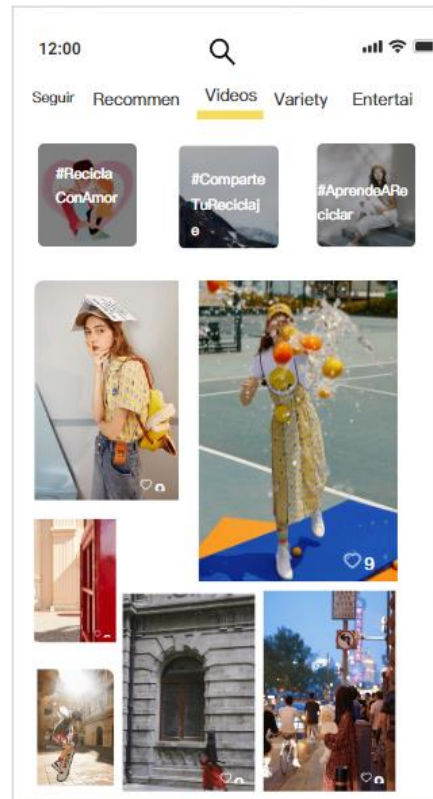 12:00
Seguir Recommen Videos Variety Entertai
#Recicla
ConAmor
#Comparte
TuReciclaj
e
#AprendeARe
ciclar
9